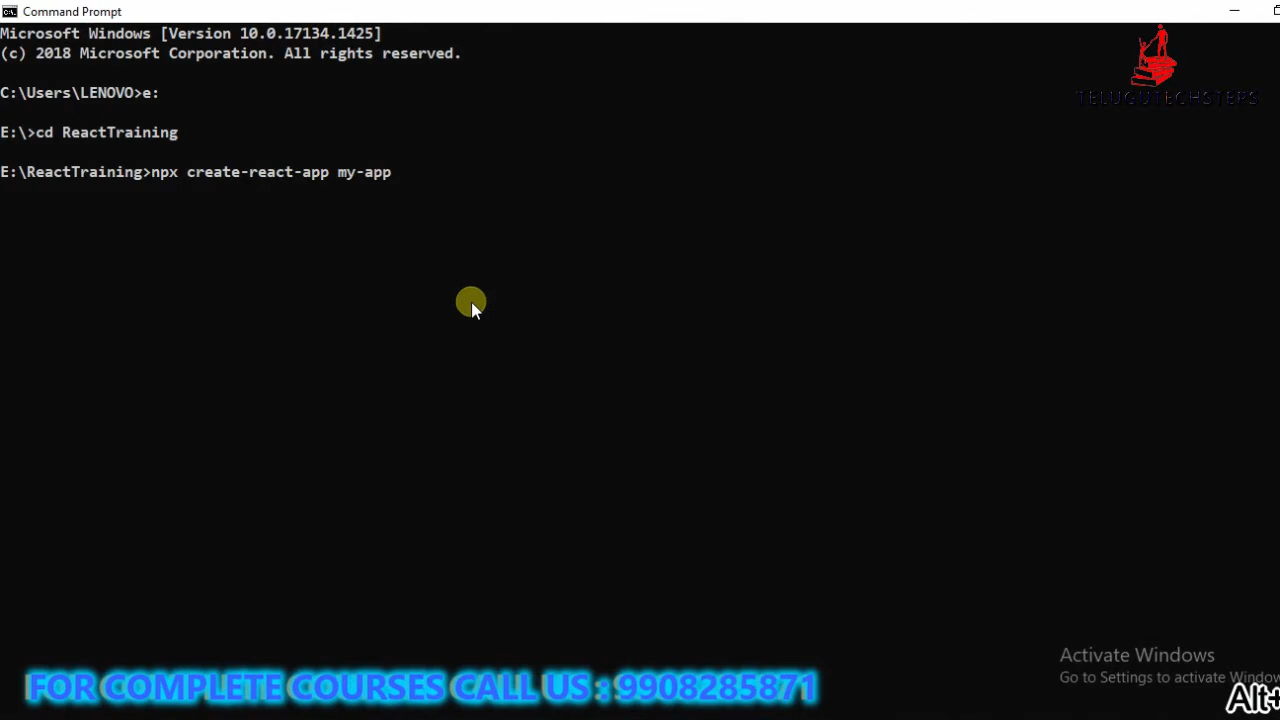 Command Prompt
Microsoft Windows [Version 10.0.17134.1425]
(c) 2018 Microsoft Corporation. All rights reserved.
C:\Users\LENOVO>e:
E:\>cd ReactTraining
E:\ReactTraining>npx create-react-app my-app
TELUGUTECHSTEPS
Activate Windows
Go to Settings to activate Window
FOR COMPLETE COURSES CALL US : 9908285871
Alt+